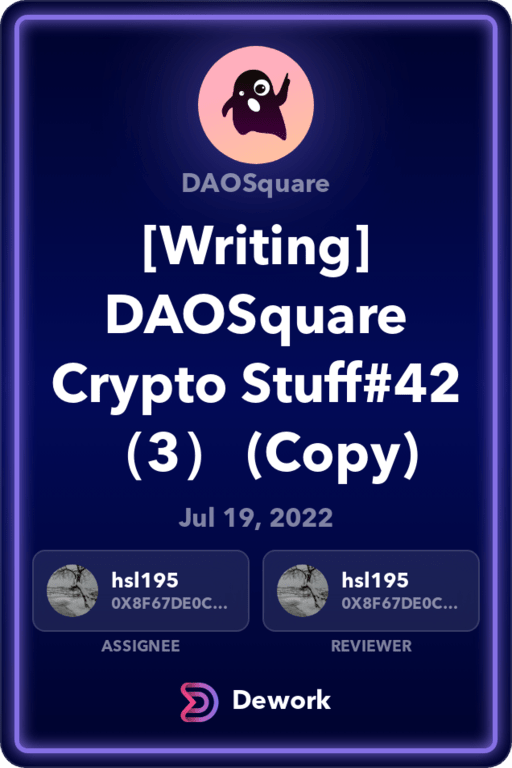 DAOSquare
[Writing]
DAOSquare
Crypto Stuff#42
（3） (Copy)
Jul 19, 2022
hsl195
0X8F67DE0C...
ASSIGNEE
hsl195
0X8F67DE0C...
REVIEWER
Dework